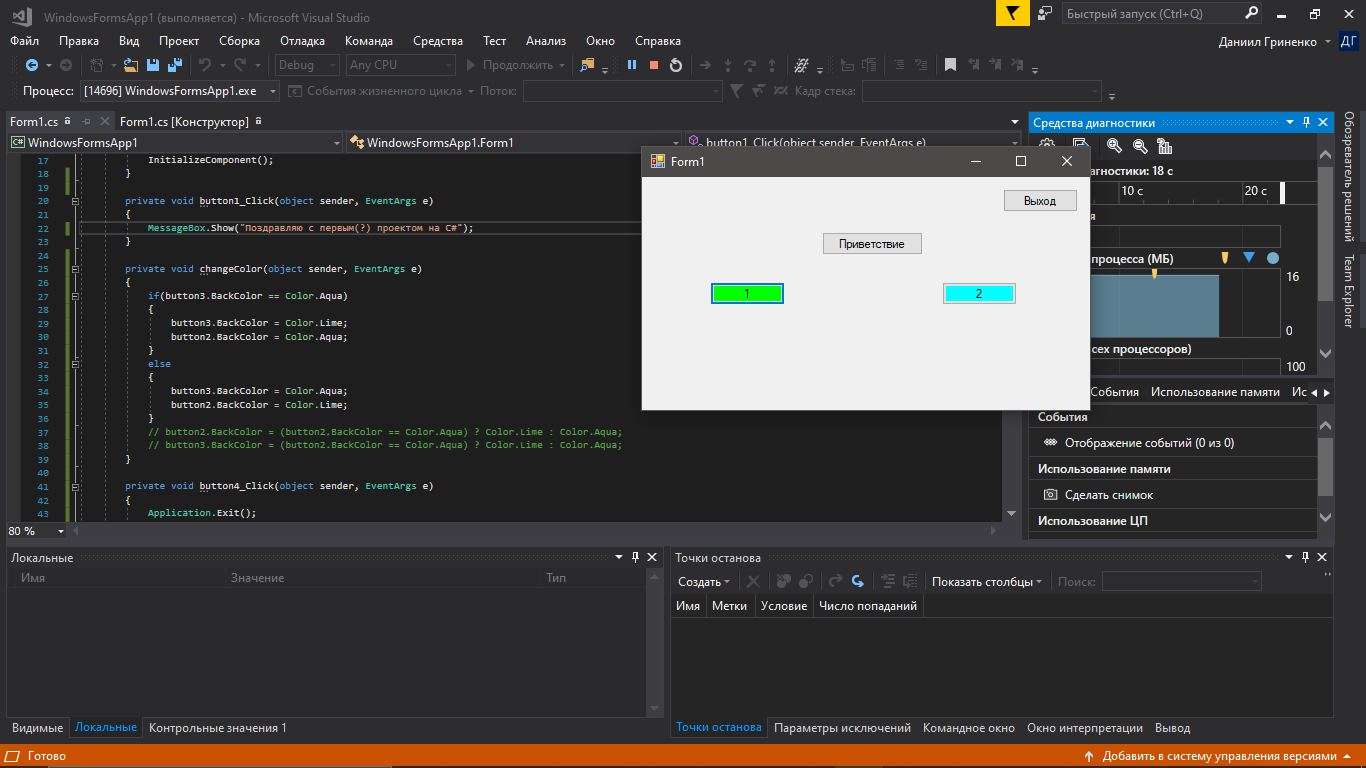 WindowsFormsApp1 (выполняется) - Microsoft Visual Studio
Быстрый запуск (Ctrl+Q)
Файл Правка Вид Проект Сборка Отладка Команда Средства Тест Анализ Окно Справка
Даниил Гриненко ДГ
Debug Any CPU Продолжить
Процесс: [14696] WindowsFormsApp1.exe События жизненного цикла Поток: Кадр стека:
Form1.cs Form1.cs [Конструктор]
C# WindowsFormsApp1 WindowsFormsApp1.Form1 button1_Click(object sender, EventArgs e)
17 InitializeComponent();
18 }
19
20 private void button1_Click(object sender, EventArgs e)
21 {
22 MessageBox.Show("Поздравляю с первым(?) проектом на C#");
23 }
24
25 private void changeColor(object sender, EventArgs e)
26 {
27 if(button3.BackColor == Color.Aqua)
28 {
29 button3.BackColor = Color.Lime;
30 button2.BackColor = Color.Aqua;
31 }
32 else
33 {
34 button3.BackColor = Color.Aqua;
35 button2.BackColor = Color.Lime;
36 }
37 // button2.BackColor = (button2.BackColor == Color.Aqua) ? Color.Lime : Color.Aqua;
38 // button3.BackColor = (button2.BackColor == Color.Aqua) ? Color.Lime : Color.Aqua;
39 }
40
41 private void button4_Click(object sender, EventArgs e)
42 {
43 Application.Exit();
80 %
Form1
Выход
Приветствие
1
2
Средства диагностики
агностики: 18 с
10 с 20 с
я
процесса (МБ)
16
0
сех процессоров)
100
События Использование памяти Ис
События
Отображение событий (0 из 0)
Использование памяти
Сделать снимок
Использование ЦП
Обозреватель решений
Team Explorer
Локальные
Имя Значение Тип
Видимые Локальные Контрольные значения 1
Точки останова
Создать Показать столбцы Поиск:
Имя Метки Условие Число попаданий
Точки останова Параметры исключений Командное окно Окно интерпретации Вывод
Готово
Добавить в систему управления версиями